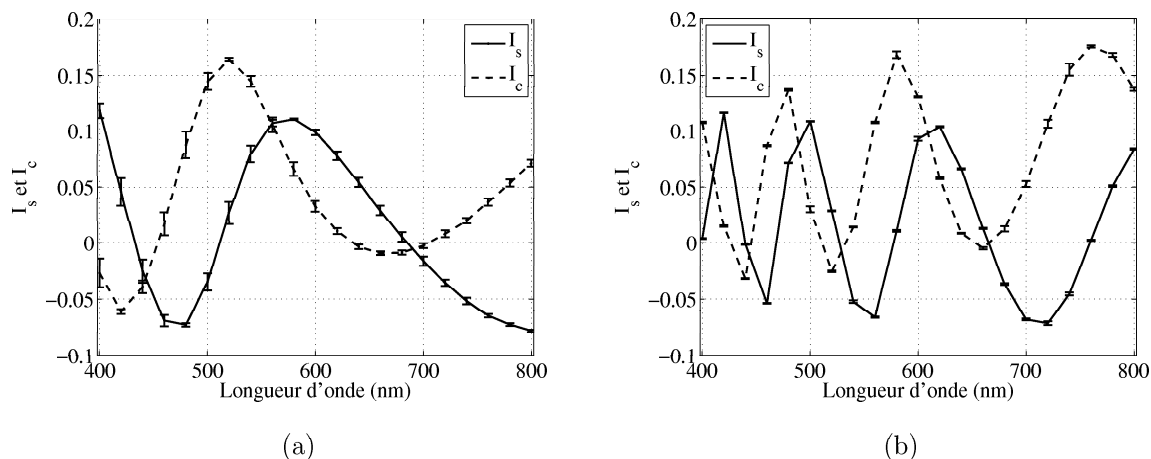 0.2
0.15
0.1
0.05
0
−0.05
−0.1
I_s et I_c
I_s
I_c
400 500 600 700 800
Longueur d'onde (nm)
(a)
0.2
0.15
0.1
0.05
0
−0.05
−0.1
I_s et I_c
I_s
I_c
400 500 600 700 800
Longueur d'onde (nm)
(b)